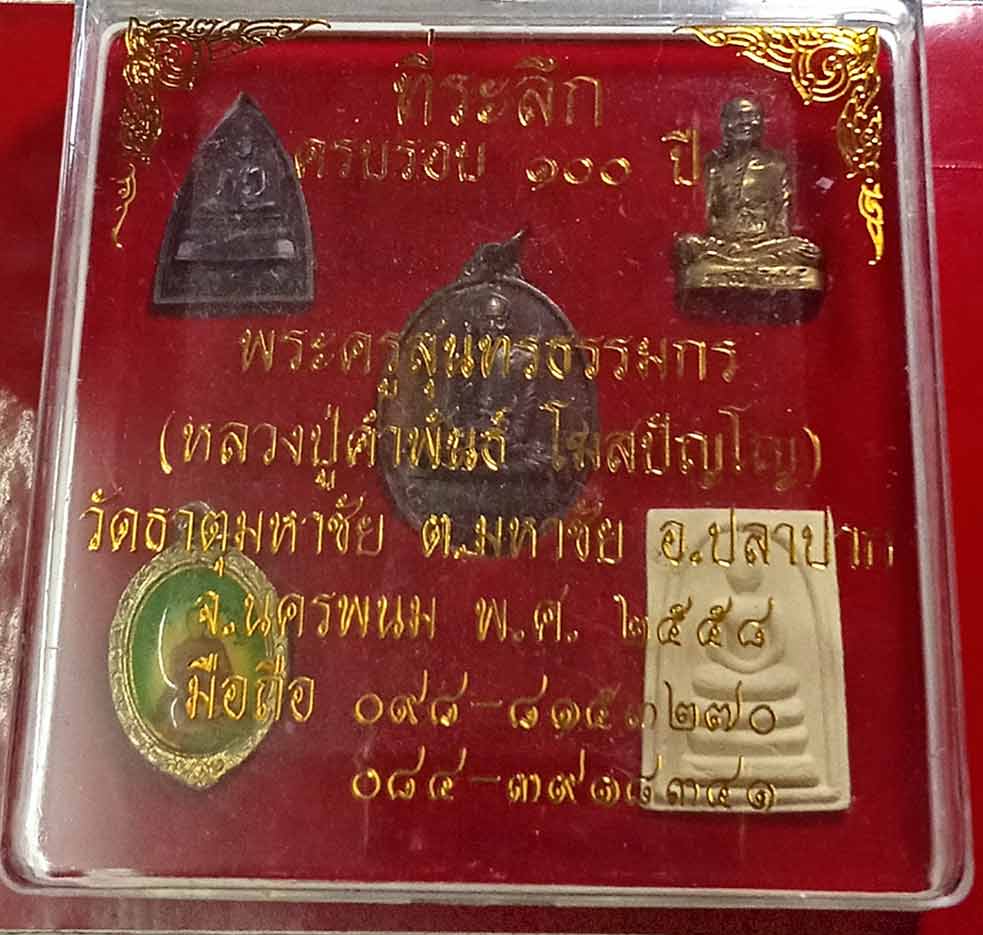 ที่ระลึก
ครบรอบ ๑๐๐ ปี
พระครูสุนทรธรรมกร
(หลวงปู่คำพันธ์ โฆสปัญโญ)
วัดธาตุมหาชัย ต.มหาชัย อ.ปลาปาก
จ.นครพนม พ.ศ. ๒๕๕๘
มือถือ ๐๙๘-๘๑๕๓๒๗๐
๐๘๔-๓๙๑๘๓๔๑